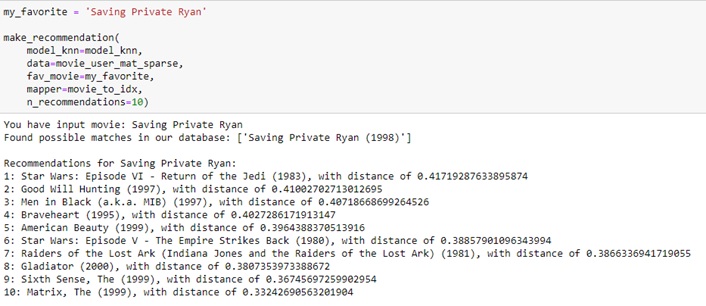 my_favorite = 'Saving Private Ryan'
make_recommendation(
    model_knn=model_knn,
    data=movie_user_mat_sparse,
    fav_movie=my_favorite,
    mapper=movie_to_idx,
    n_recommendations=10)
You have input movie: Saving Private Ryan
Found possible matches in our database: ['Saving Private Ryan (1998)']
Recommendations for Saving Private Ryan:
1: Star Wars: Episode VI - Return of the Jedi (1983), with distance of 0.41719287633895874
2: Good Will Hunting (1997), with distance of 0.41002702713012695
3: Men in Black (a.k.a. MIB) (1997), with distance of 0.40718668699264526
4: Braveheart (1995), with distance of 0.4027286171913147
5: American Beauty (1999), with distance of 0.3964388370513916
6: Star Wars: Episode V - The Empire Strikes Back (1980), with distance of 0.38857901096343994
7: Raiders of the Lost Ark (Indiana Jones and the Raiders of the Lost Ark) (1981), with distance of 0.3866336941719055
8: Gladiator (2000), with distance of 0.3807353973388672
9: Sixth Sense, The (1999), with distance of 0.36745697259902954
10: Matrix, The (1999), with distance of 0.33242690563201904